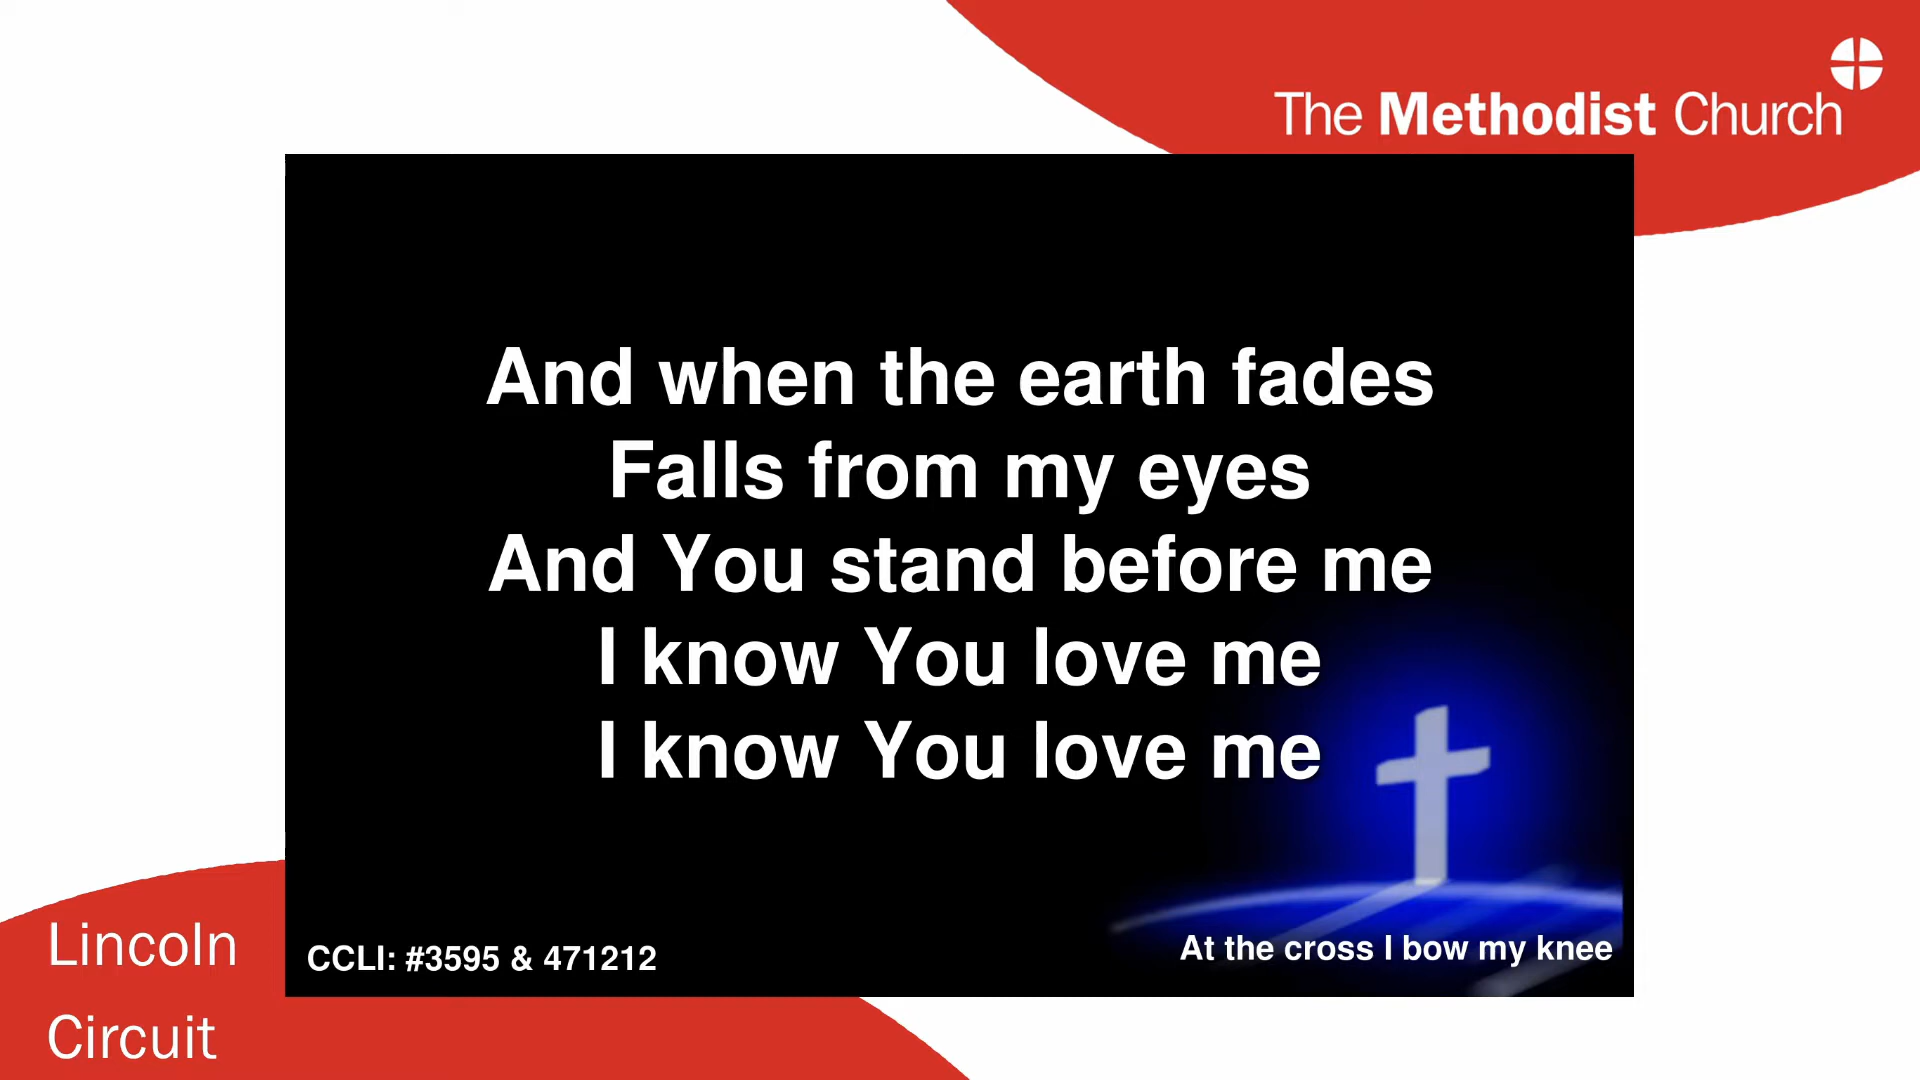 The Methodist Church
And when the earth fades
Falls from my eyes
And You stand before me
I know You love me
I know You love me
CCLI: #3595 & 471212
At the cross I bow my knee
Lincoln
Circuit